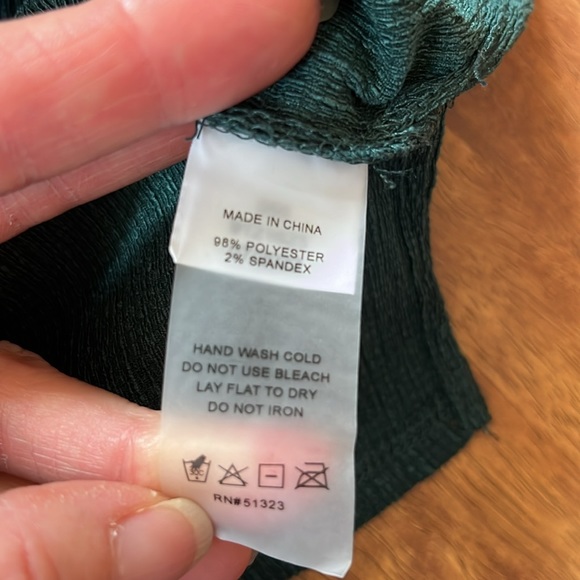 MADE IN CHINA
98% POLYESTER
2% SPANDEX
HAND WASH COLD
DO NOT USE BLEACH
LAY FLAT TO DRY
DO NOT IRON
RN#51323